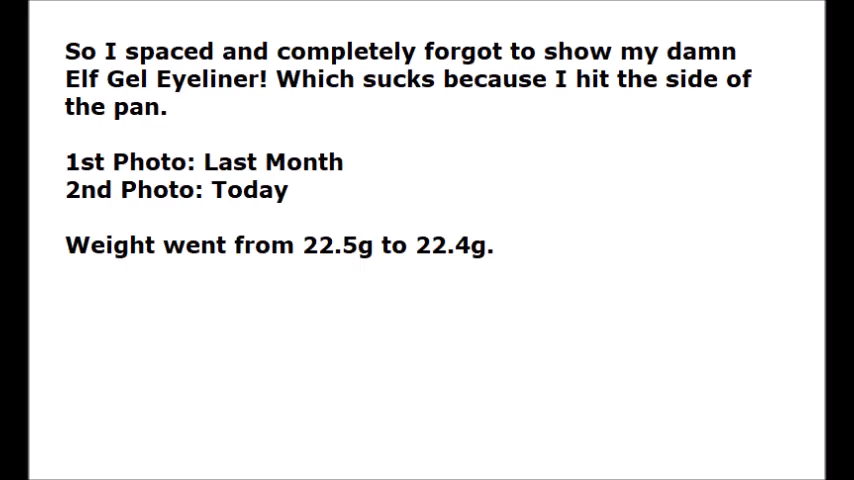 So I spaced and completely forgot to show my damn
Elf Gel Eyeliner! Which sucks because I hit the side of
the pan.
1st Photo: Last Month
2nd Photo: Today
Weight went from 22.5g to 22.4g.